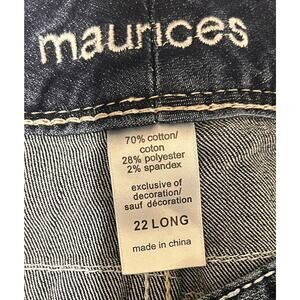 maurices
70% cotton/
coton
28% polyester
2% spandex
exclusive of
decoration/
sauf décoration
22 LONG
made in china